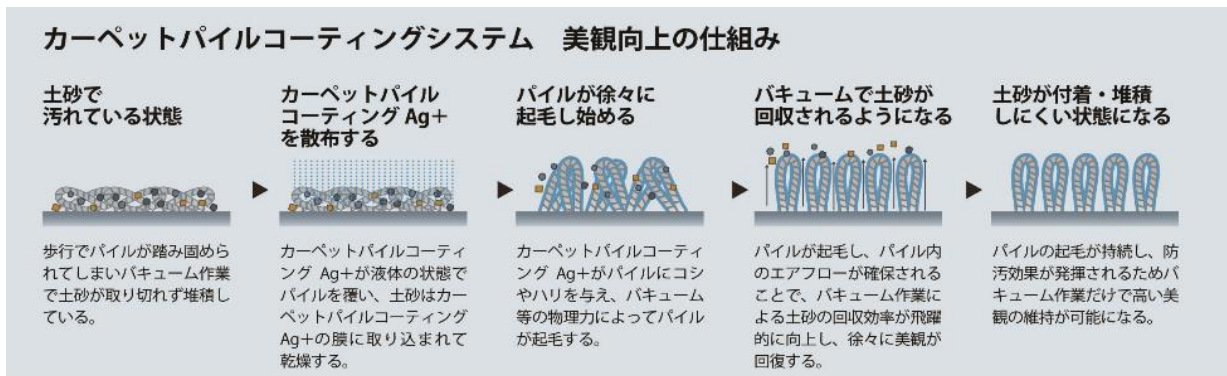 カーペットパイルコーティングシステム　美観向上の仕組み
土砂で
汚れている状態
歩行でパイルが踏み固めら
れてしまいバキューム作業
で土砂が取り切れず堆積し
ている。
カーペットパイル
コーティング Ag＋
を散布する
カーペットパイルコーティ
ング Ag+が液体の状態で
パイルを覆い、土砂はカー
ペットパイルコーティング
Ag+の膜に取り込まれて
乾燥する。
パイルが徐々に
起毛し始める
カーペットパイルコーティ
ング Ag+がパイルにコシ
やハリを与え、バキューム
等の物理力によってパイル
が起毛する。
バキュームで土砂が
回収されるようになる
パイルが起毛し、パイル内
のエアフローが確保される
ことで、バキューム作業に
よる土砂の回収効率が飛躍
的に向上し、徐々に美観が
回復する。
土砂が付着・堆積
しにくい状態になる
パイルの起毛が持続し、防
汚効果が発揮されるためバ
キューム作業だけで高い美
観の維持が可能になる。